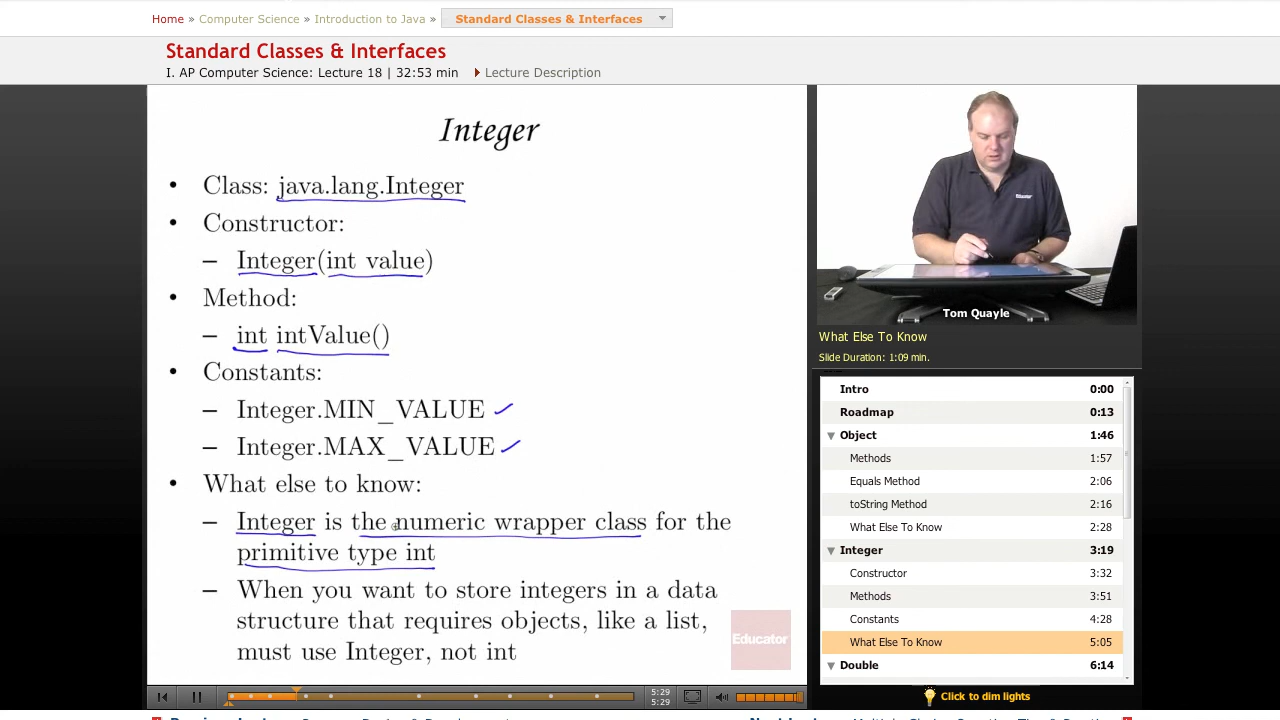 Home » Computer Science » Introduction to Java » Standard Classes & Interfaces
Standard Classes & Interfaces
I. AP Computer Science: Lecture 18 | 32:53 min Lecture Description
Integer
• Class: java.lang.Integer
• Constructor:
– Integer(int value)
• Method:
– int intValue()
• Constants:
– Integer.MIN_VALUE
– Integer.MAX_VALUE
• What else to know:
– Integer is the numeric wrapper class for the
primitive type int
– When you want to store integers in a data
structure that requires objects, like a list,
must use Integer, not int
Educator
5:29
5:29
Tom Quayle
What Else To Know
Slide Duration: 1:09 min.
Intro 0:00
Roadmap 0:13
Object 1:46
Methods 1:57
Equals Method 2:06
toString Method 2:16
What Else To Know 2:28
Integer 3:19
Constructor 3:32
Methods 3:51
Constants 4:28
What Else To Know 5:05
Double 6:14
Click to dim lights